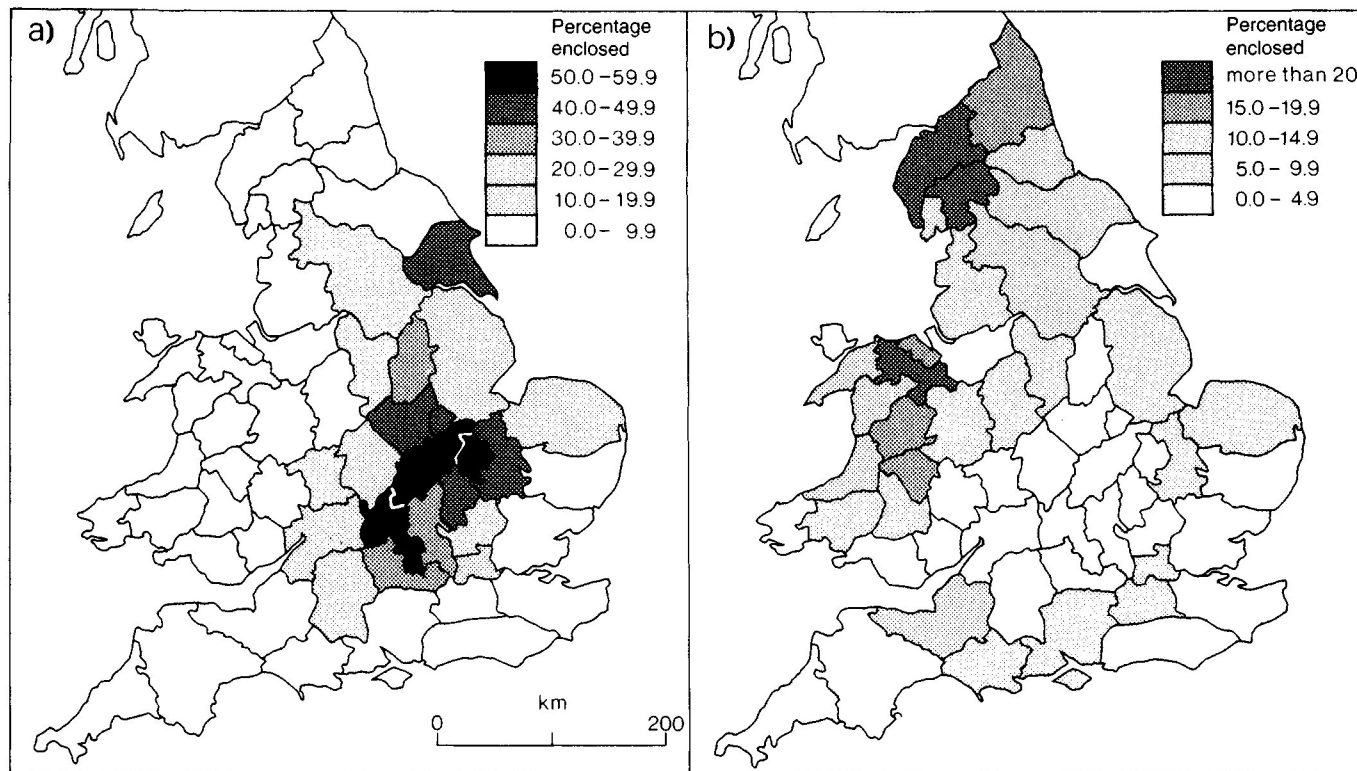 a)
Percentage
enclosed
50.0–59.9
40.0–49.9
30.0–39.9
20.0–29.9
10.0–19.9
0.0– 9.9
km
0 200
b)
Percentage
enclosed
more than 20
15.0–19.9
10.0–14.9
5.0–9.9
0.0–4.9